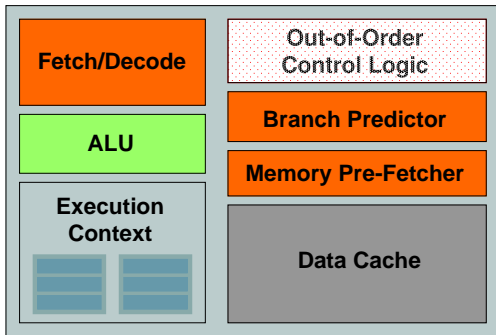 Fetch/Decode
ALU
Execution
Context
Out-of-Order
Control Logic
Branch Predictor
Memory Pre-Fetcher
Data Cache